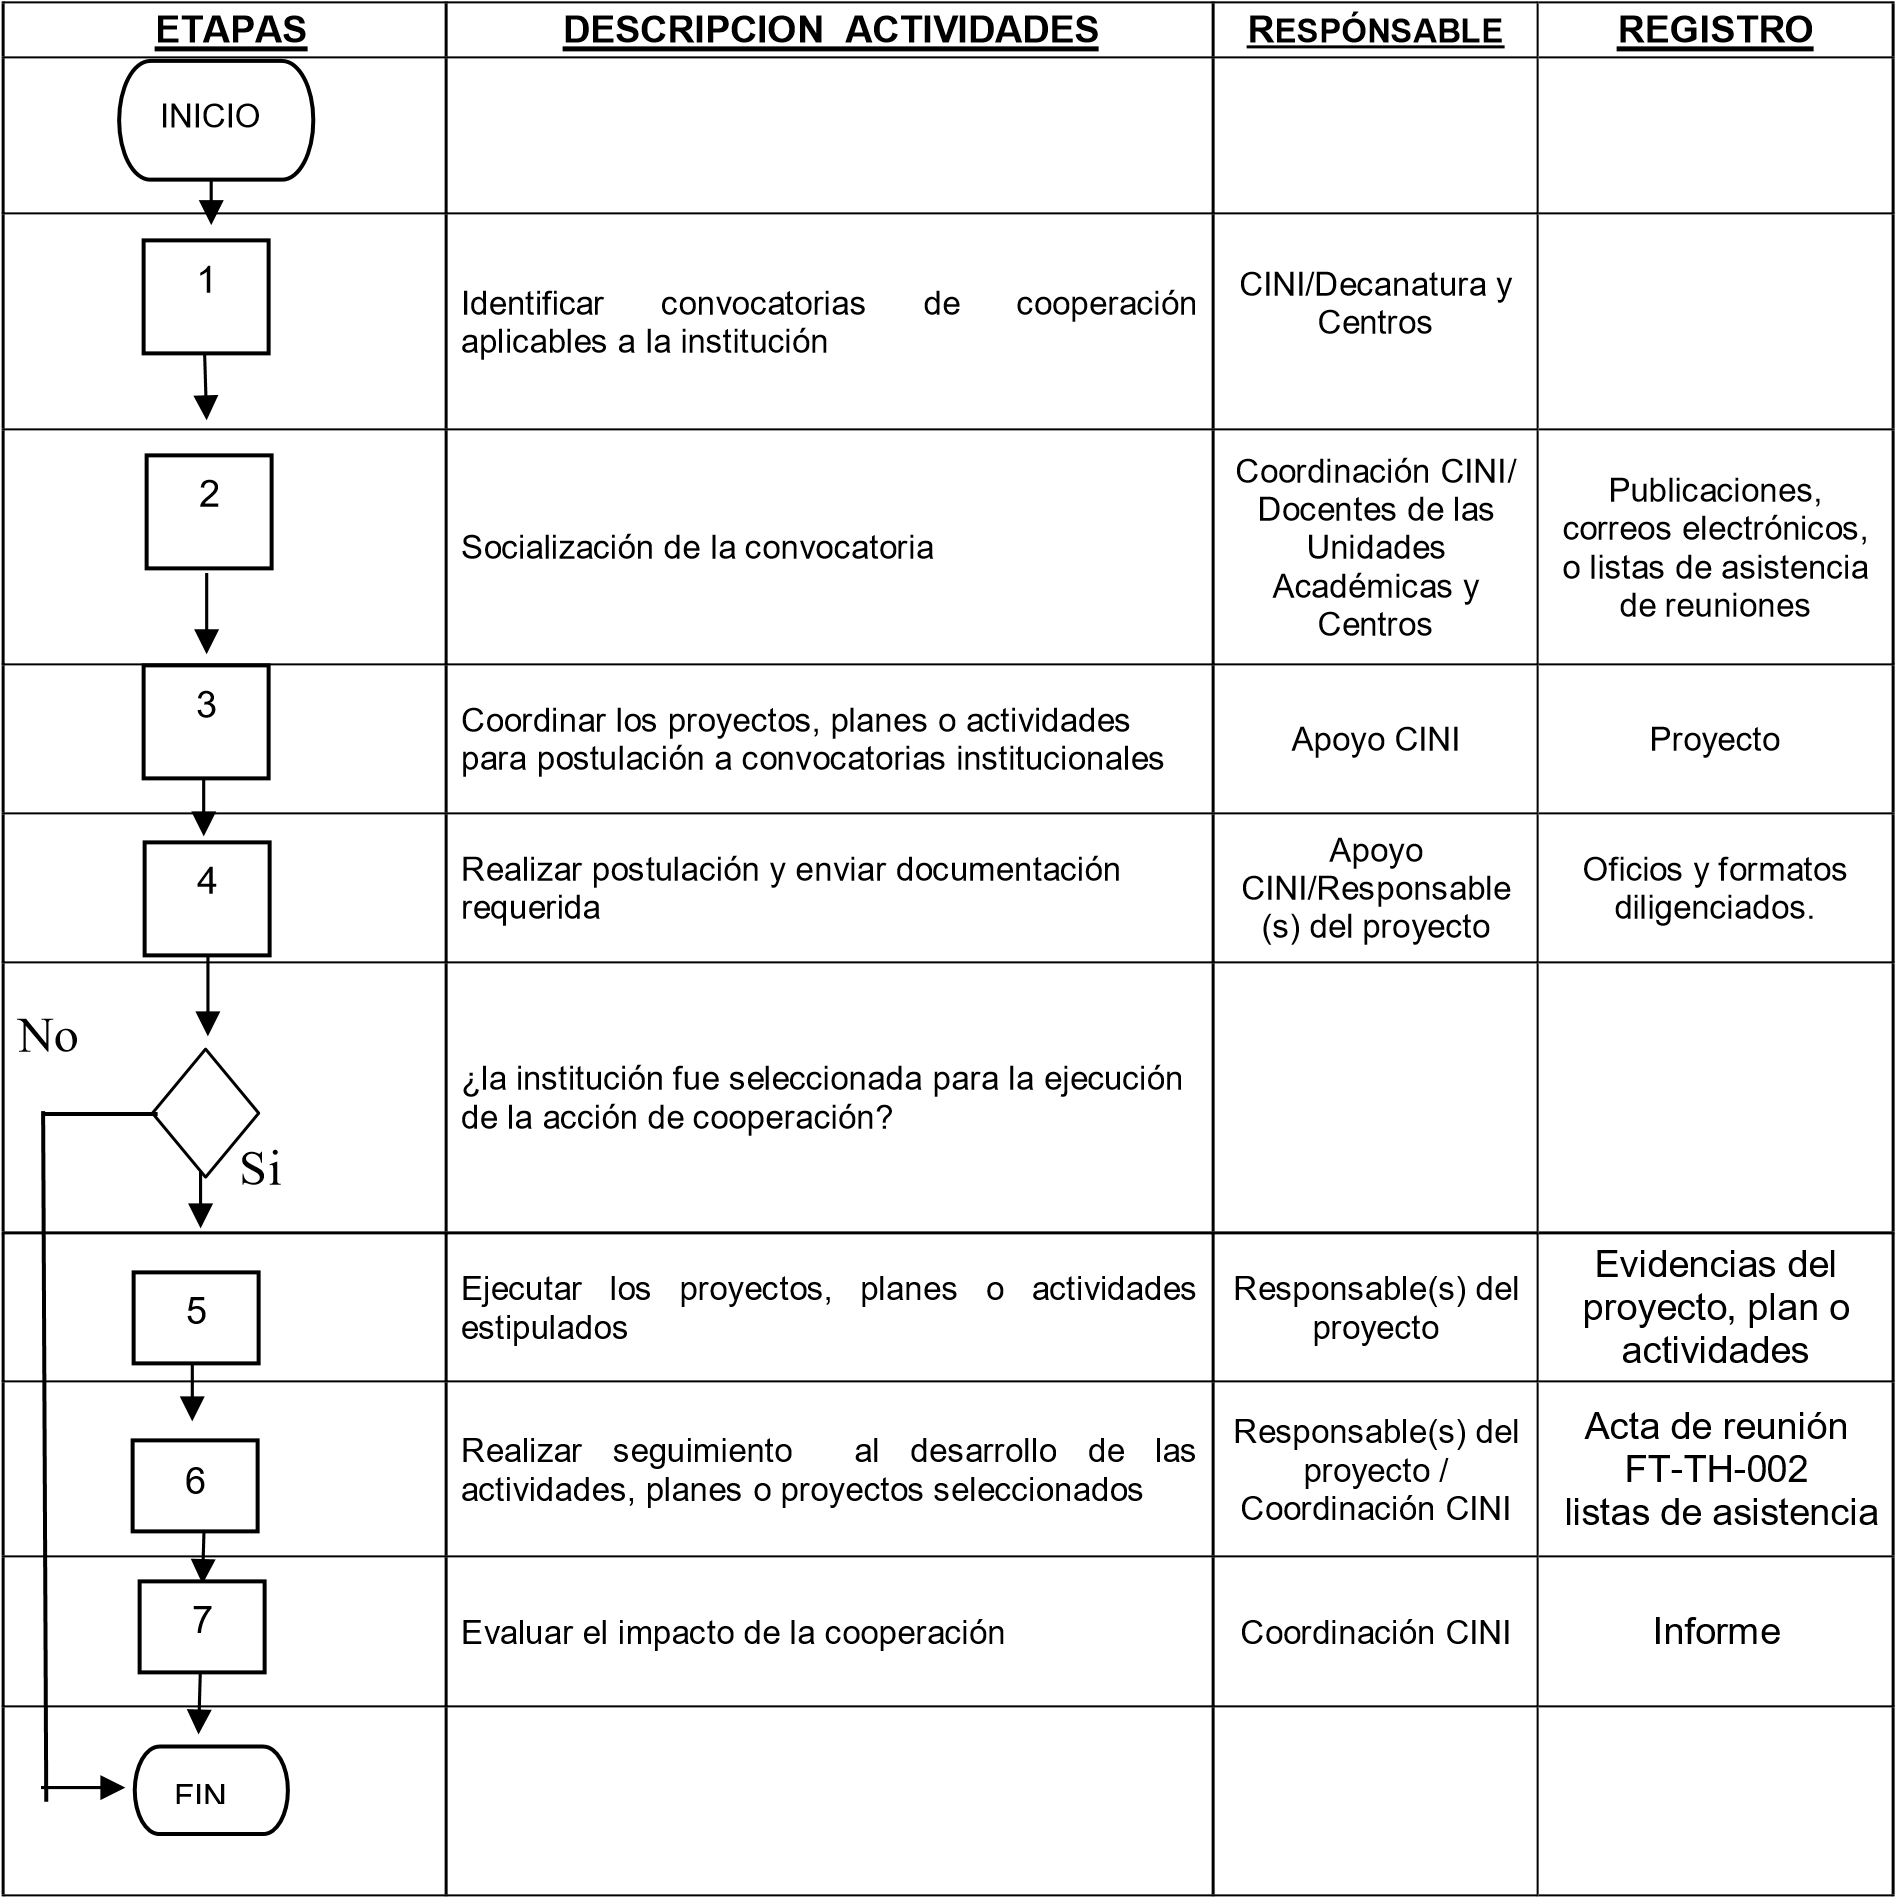 ETAPAS DESCRIPCION ACTIVIDADES RESPÓNSABLE REGISTRO
INICIO
1
Identificar convocatorias de cooperación
aplicables a la institución
CINI/Decanatura y
Centros
2
Socialización de la convocatoria
Coordinación CINI/
Docentes de las
Unidades
Académicas y
Centros
Publicaciones,
correos electrónicos,
o listas de asistencia
de reuniones
3
Coordinar los proyectos, planes o actividades
para postulación a convocatorias institucionales
Apoyo CINI
Proyecto
4
Realizar postulación y enviar documentación
requerida
Apoyo
CINI/Responsable
(s) del proyecto
Oficios y formatos
diligenciados.
No
Si
¿la institución fue seleccionada para la ejecución
de la acción de cooperación?
5
Ejecutar los proyectos, planes o actividades
estipulados
Responsable(s) del
proyecto
Evidencias del
proyecto, plan o
actividades
6
Realizar seguimiento al desarrollo de las
actividades, planes o proyectos seleccionados
Responsable(s) del
proyecto /
Coordinación CINI
Acta de reunión
FT-TH-002
listas de asistencia
7
Evaluar el impacto de la cooperación
Coordinación CINI
Informe
FIN